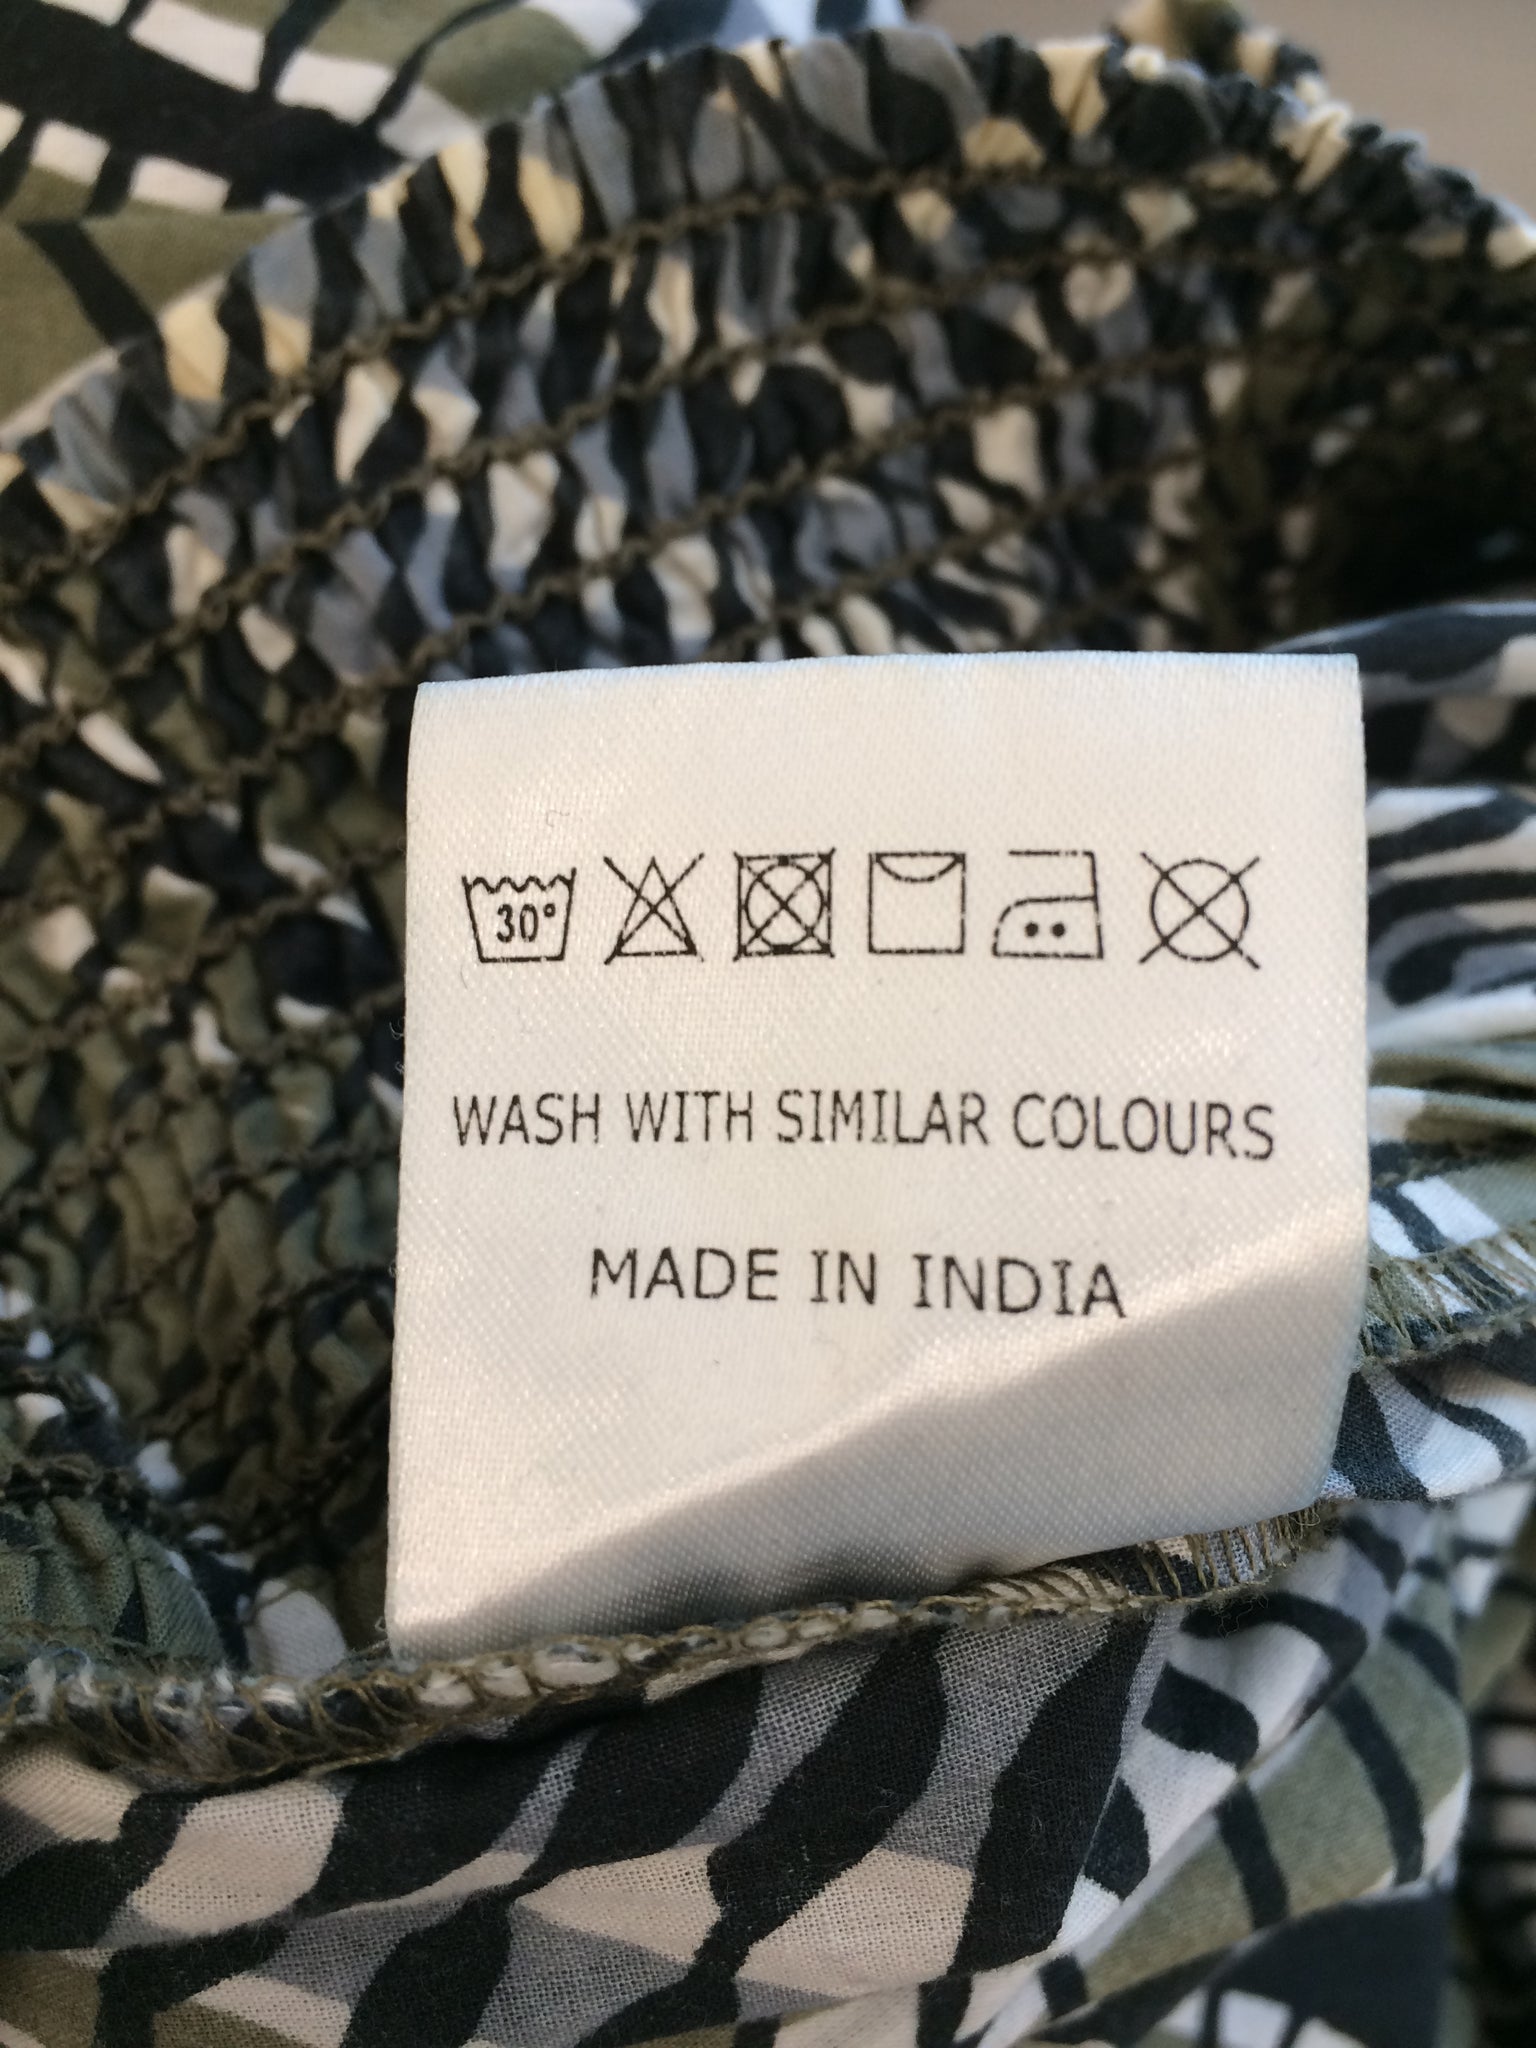 30°
WASH WITH SIMILAR COLOURS
MADE IN INDIA